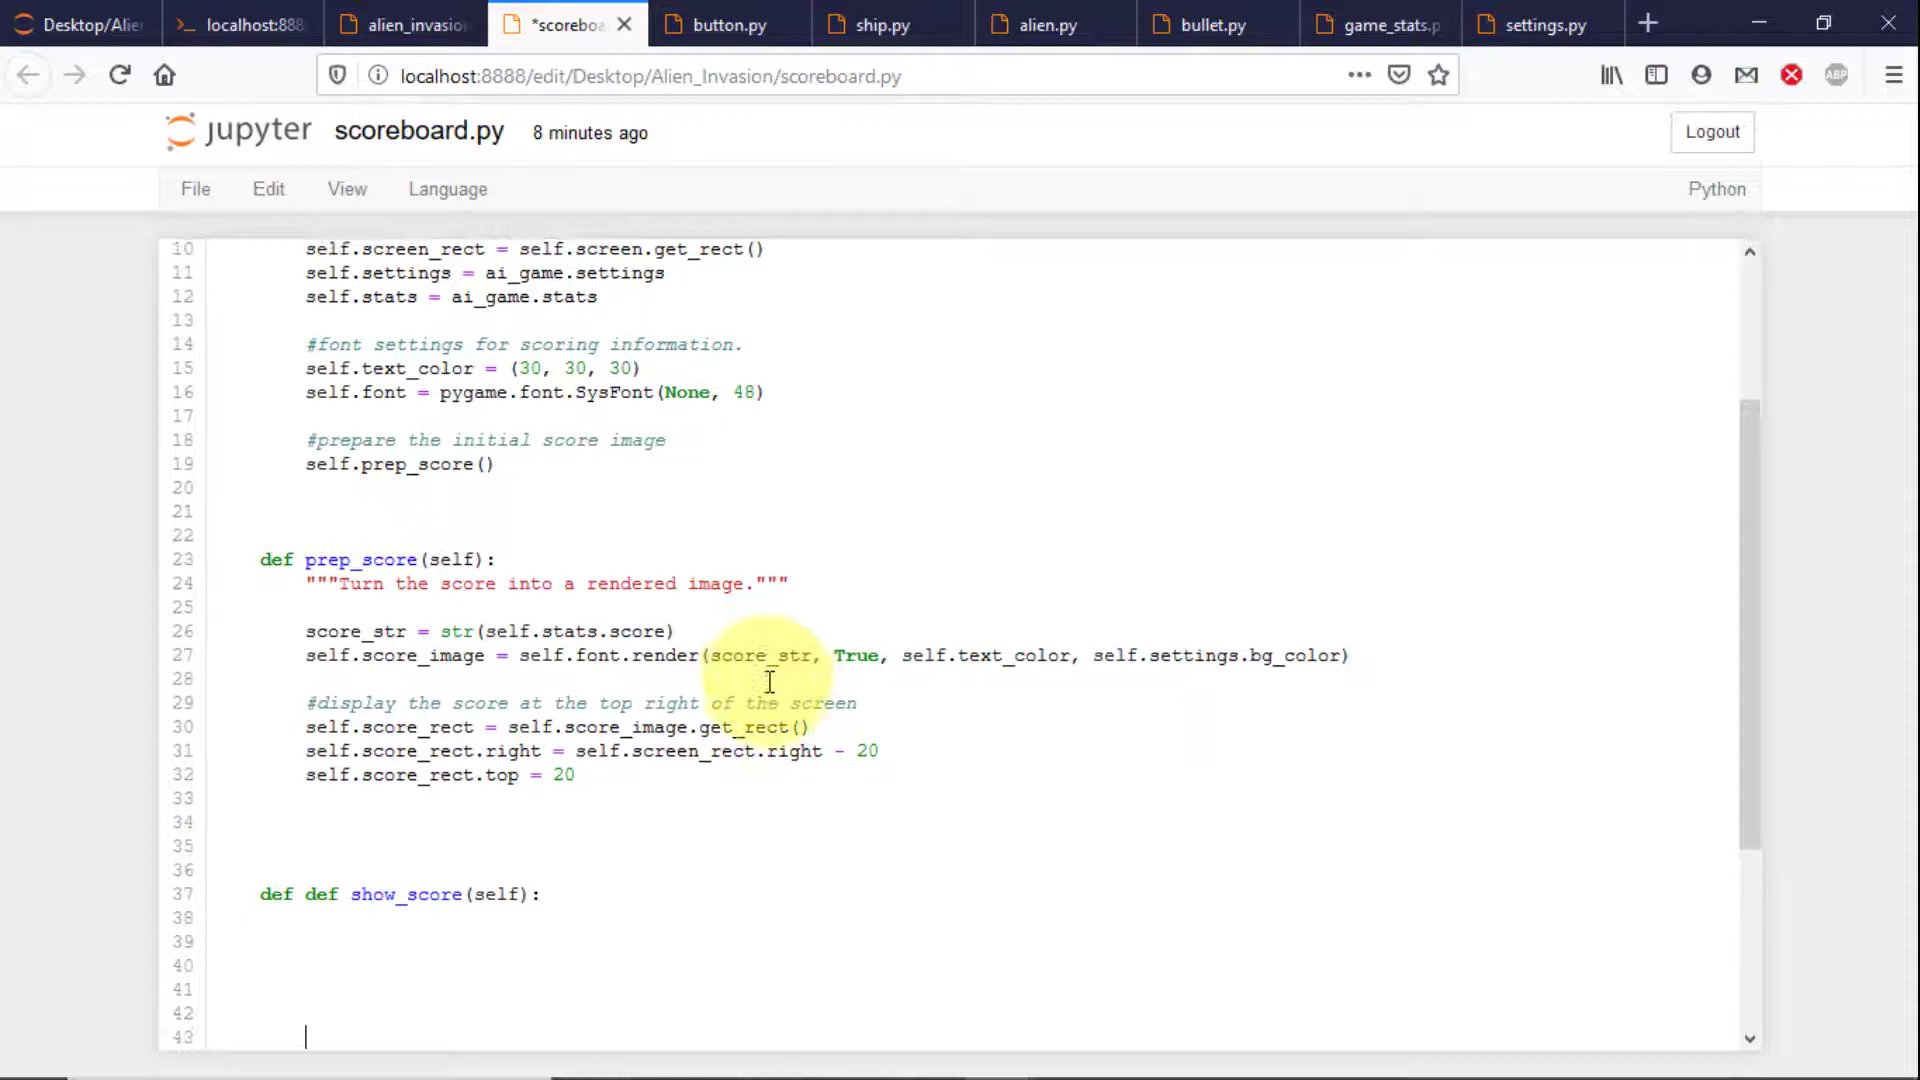 Desktop/Alie localhost:888 alien_invasio *scoreboa button.py ship.py alien.py bullet.py game_stats.p settings.py
localhost:8888/edit/Desktop/Alien_Invasion/scoreboard.py
ABP
jupyter scoreboard.py 8 minutes ago Logout
File Edit View Language Python
10 self.screen_rect = self.screen.get_rect()
11 self.settings = ai_game.settings
12 self.stats = ai_game.stats
13
14 #font settings for scoring information.
15 self.text_color = (30, 30, 30)
16 self.font = pygame.font.SysFont(None, 48)
17
18 #prepare the initial score image
19 self.prep_score()
20
21
22
23 def prep_score(self):
24 """Turn the score into a rendered image."""
25
26 score_str = str(self.stats.score)
27 self.score_image = self.font.render(score_str, True, self.text_color, self.settings.bg_color)
28
29 #display the score at the top right of the screen
30 self.score_rect = self.score_image.get_rect()
31 self.score_rect.right = self.screen_rect.right - 20
32 self.score_rect.top = 20
33
34
35
36
37 def def show_score(self):
38
39
40
41
42
43